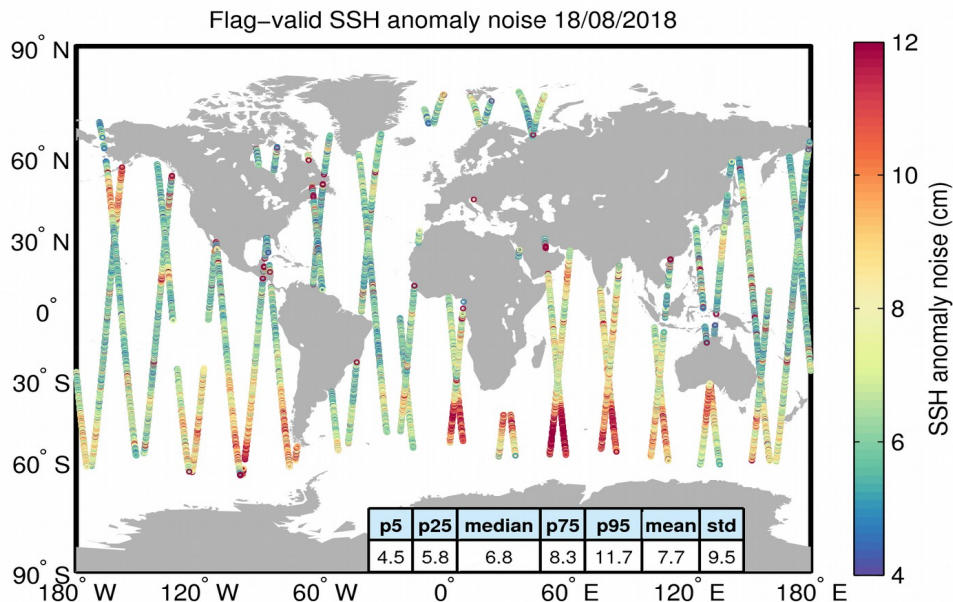 Flag−valid SSH anomaly noise 18/08/2018
90° N
60° N
30° N
0°
30° S
60° S
90° S
180° W
120° W
60° W
0°
60° E
120° E
180° E
p5 p25 median p75 p95 mean std
4.5 5.8 6.8 8.3 11.7 7.7 9.5
12
10
8
6
4
SSH anomaly noise (cm)